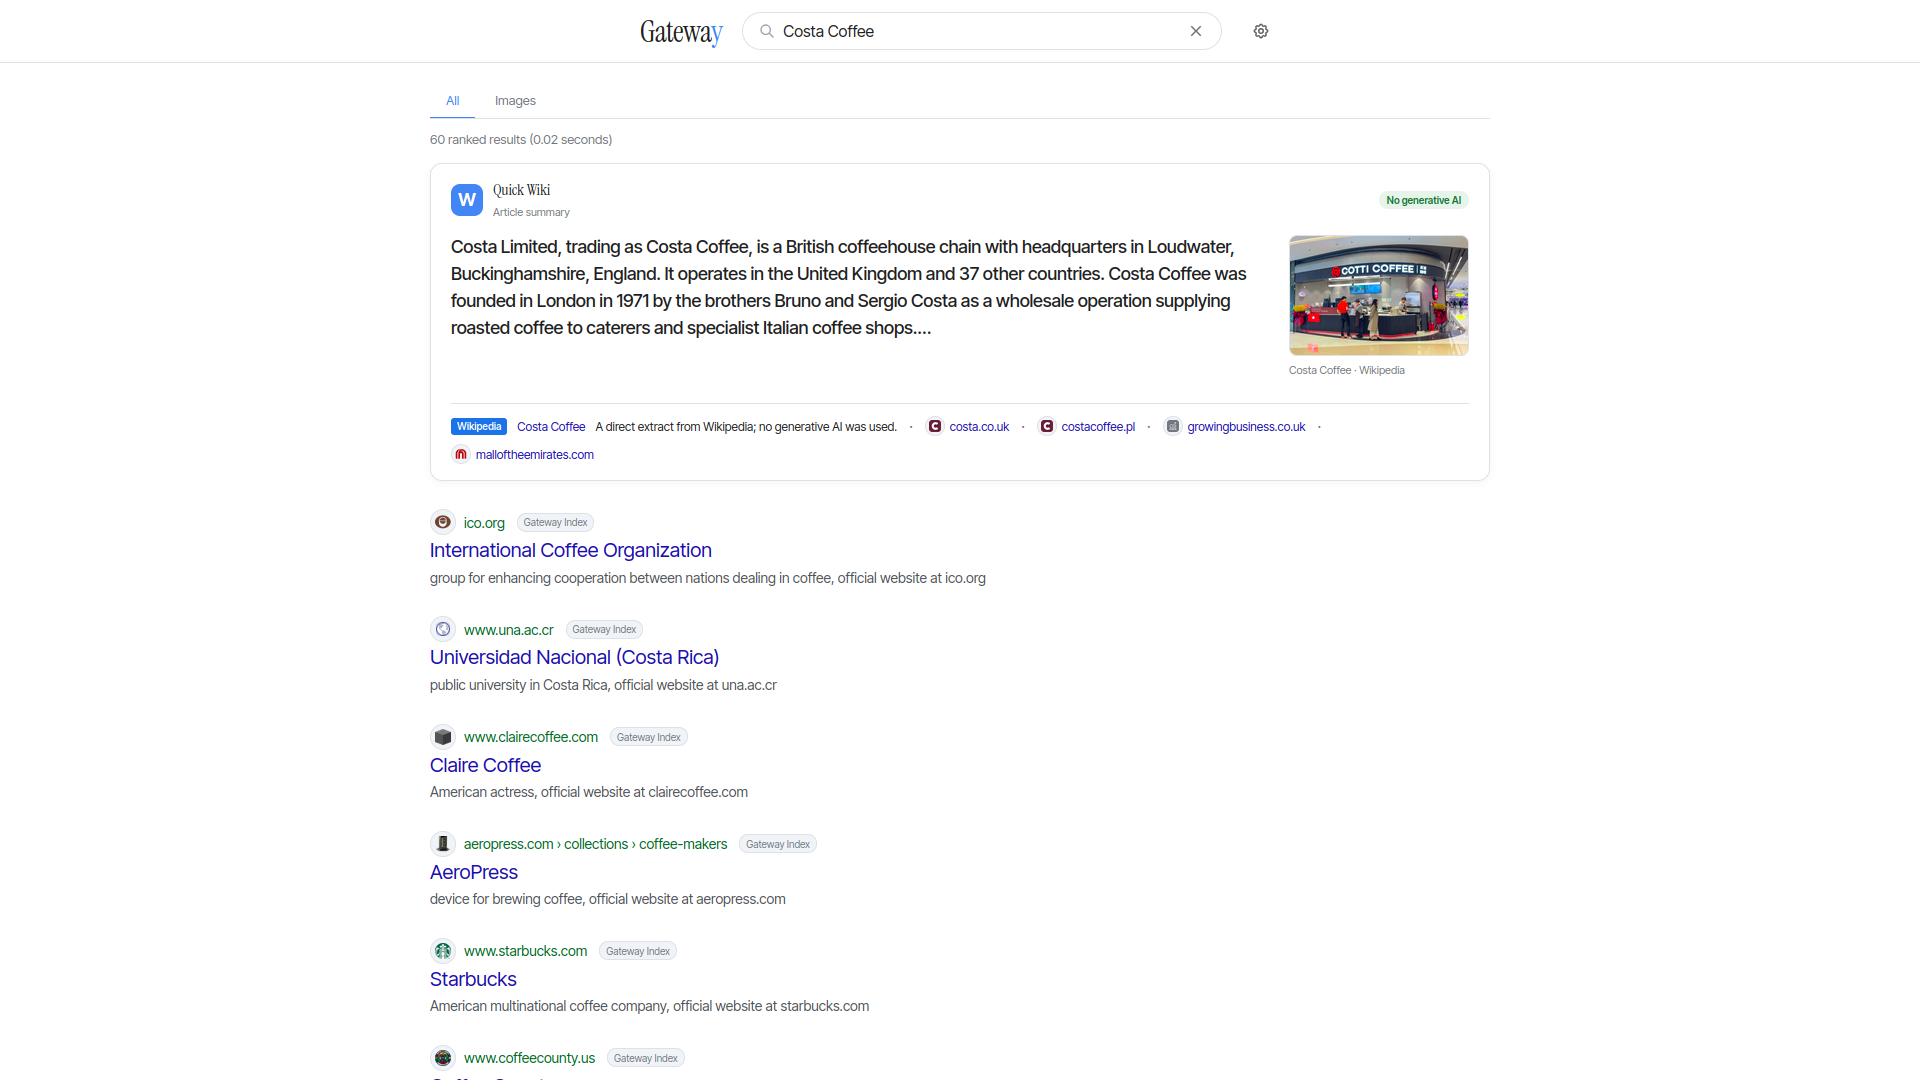 Gateway
Costa Coffee
All
Images
60 ranked results (0.02 seconds)
W
Quick Wiki
Article summary
No generative AI
Costa Limited, trading as Costa Coffee, is a British coffeehouse chain with headquarters in Loudwater,
Buckinghamshire, England. It operates in the United Kingdom and 37 other countries. Costa Coffee was
founded in London in 1971 by the brothers Bruno and Sergio Costa as a wholesale operation supplying
roasted coffee to caterers and specialist Italian coffee shops....
COTTI COFFEE
Costa Coffee · Wikipedia
Wikipedia Costa Coffee A direct extract from Wikipedia; no generative AI was used. · costa.co.uk · costacoffee.pl · growingbusiness.co.uk ·
malloftheemirates.com
ico.org Gateway Index
International Coffee Organization
group for enhancing cooperation between nations dealing in coffee, official website at ico.org
www.una.ac.cr Gateway Index
Universidad Nacional (Costa Rica)
public university in Costa Rica, official website at una.ac.cr
www.clairecoffee.com Gateway Index
Claire Coffee
American actress, official website at clairecoffee.com
aeropress.com › collections › coffee-makers Gateway Index
AeroPress
device for brewing coffee, official website at aeropress.com
www.starbucks.com Gateway Index
Starbucks
American multinational coffee company, official website at starbucks.com
www.coffeecounty.us Gateway Index